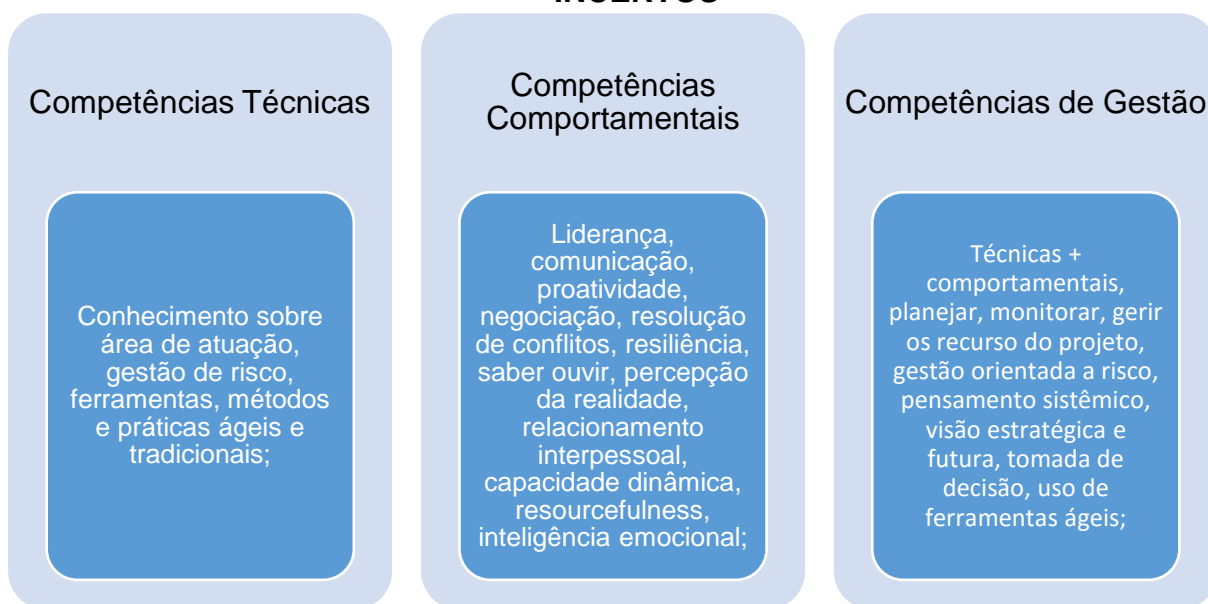 INCERTOS
Competências Técnicas
Conhecimento sobre
área de atuação,
gestão de risco,
ferramentas, métodos
e práticas ágeis e
tradicionais;
Competências
Comportamentais
Liderança,
comunicação,
proatividade,
negociação, resolução
de conflitos, resiliência,
saber ouvir, percepção
da realidade,
relacionamento
interpessoal,
capacidade dinâmica,
resourcefulness,
inteligência emocional;
Competências de Gestão
Técnicas +
comportamentais,
planejar, monitorar, gerir
os recurso do projeto,
gestão orientada a risco,
pensamento sistêmico,
visão estratégica e
futura, tomada de
decisão, uso de
ferramentas ágeis;